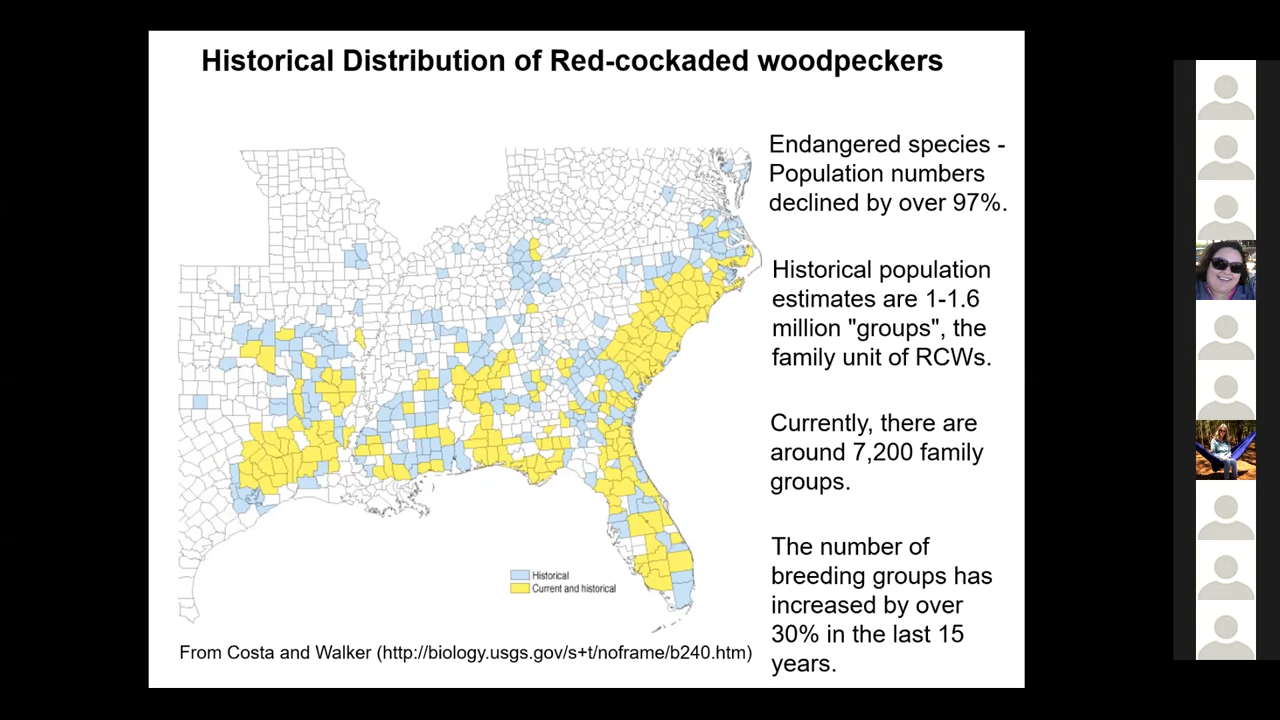 Historical Distribution of Red-cockaded woodpeckers
Endangered species -
Population numbers
declined by over 97%.
Historical population
estimates are 1-1.6
million "groups", the
family unit of RCWs.
Currently, there are
around 7,200 family
groups.
The number of
breeding groups has
increased by over
30% in the last 15
years.
Historical
Current and historical
From Costa and Walker (http://biology.usgs.gov/s+t/noframe/b240.htm)